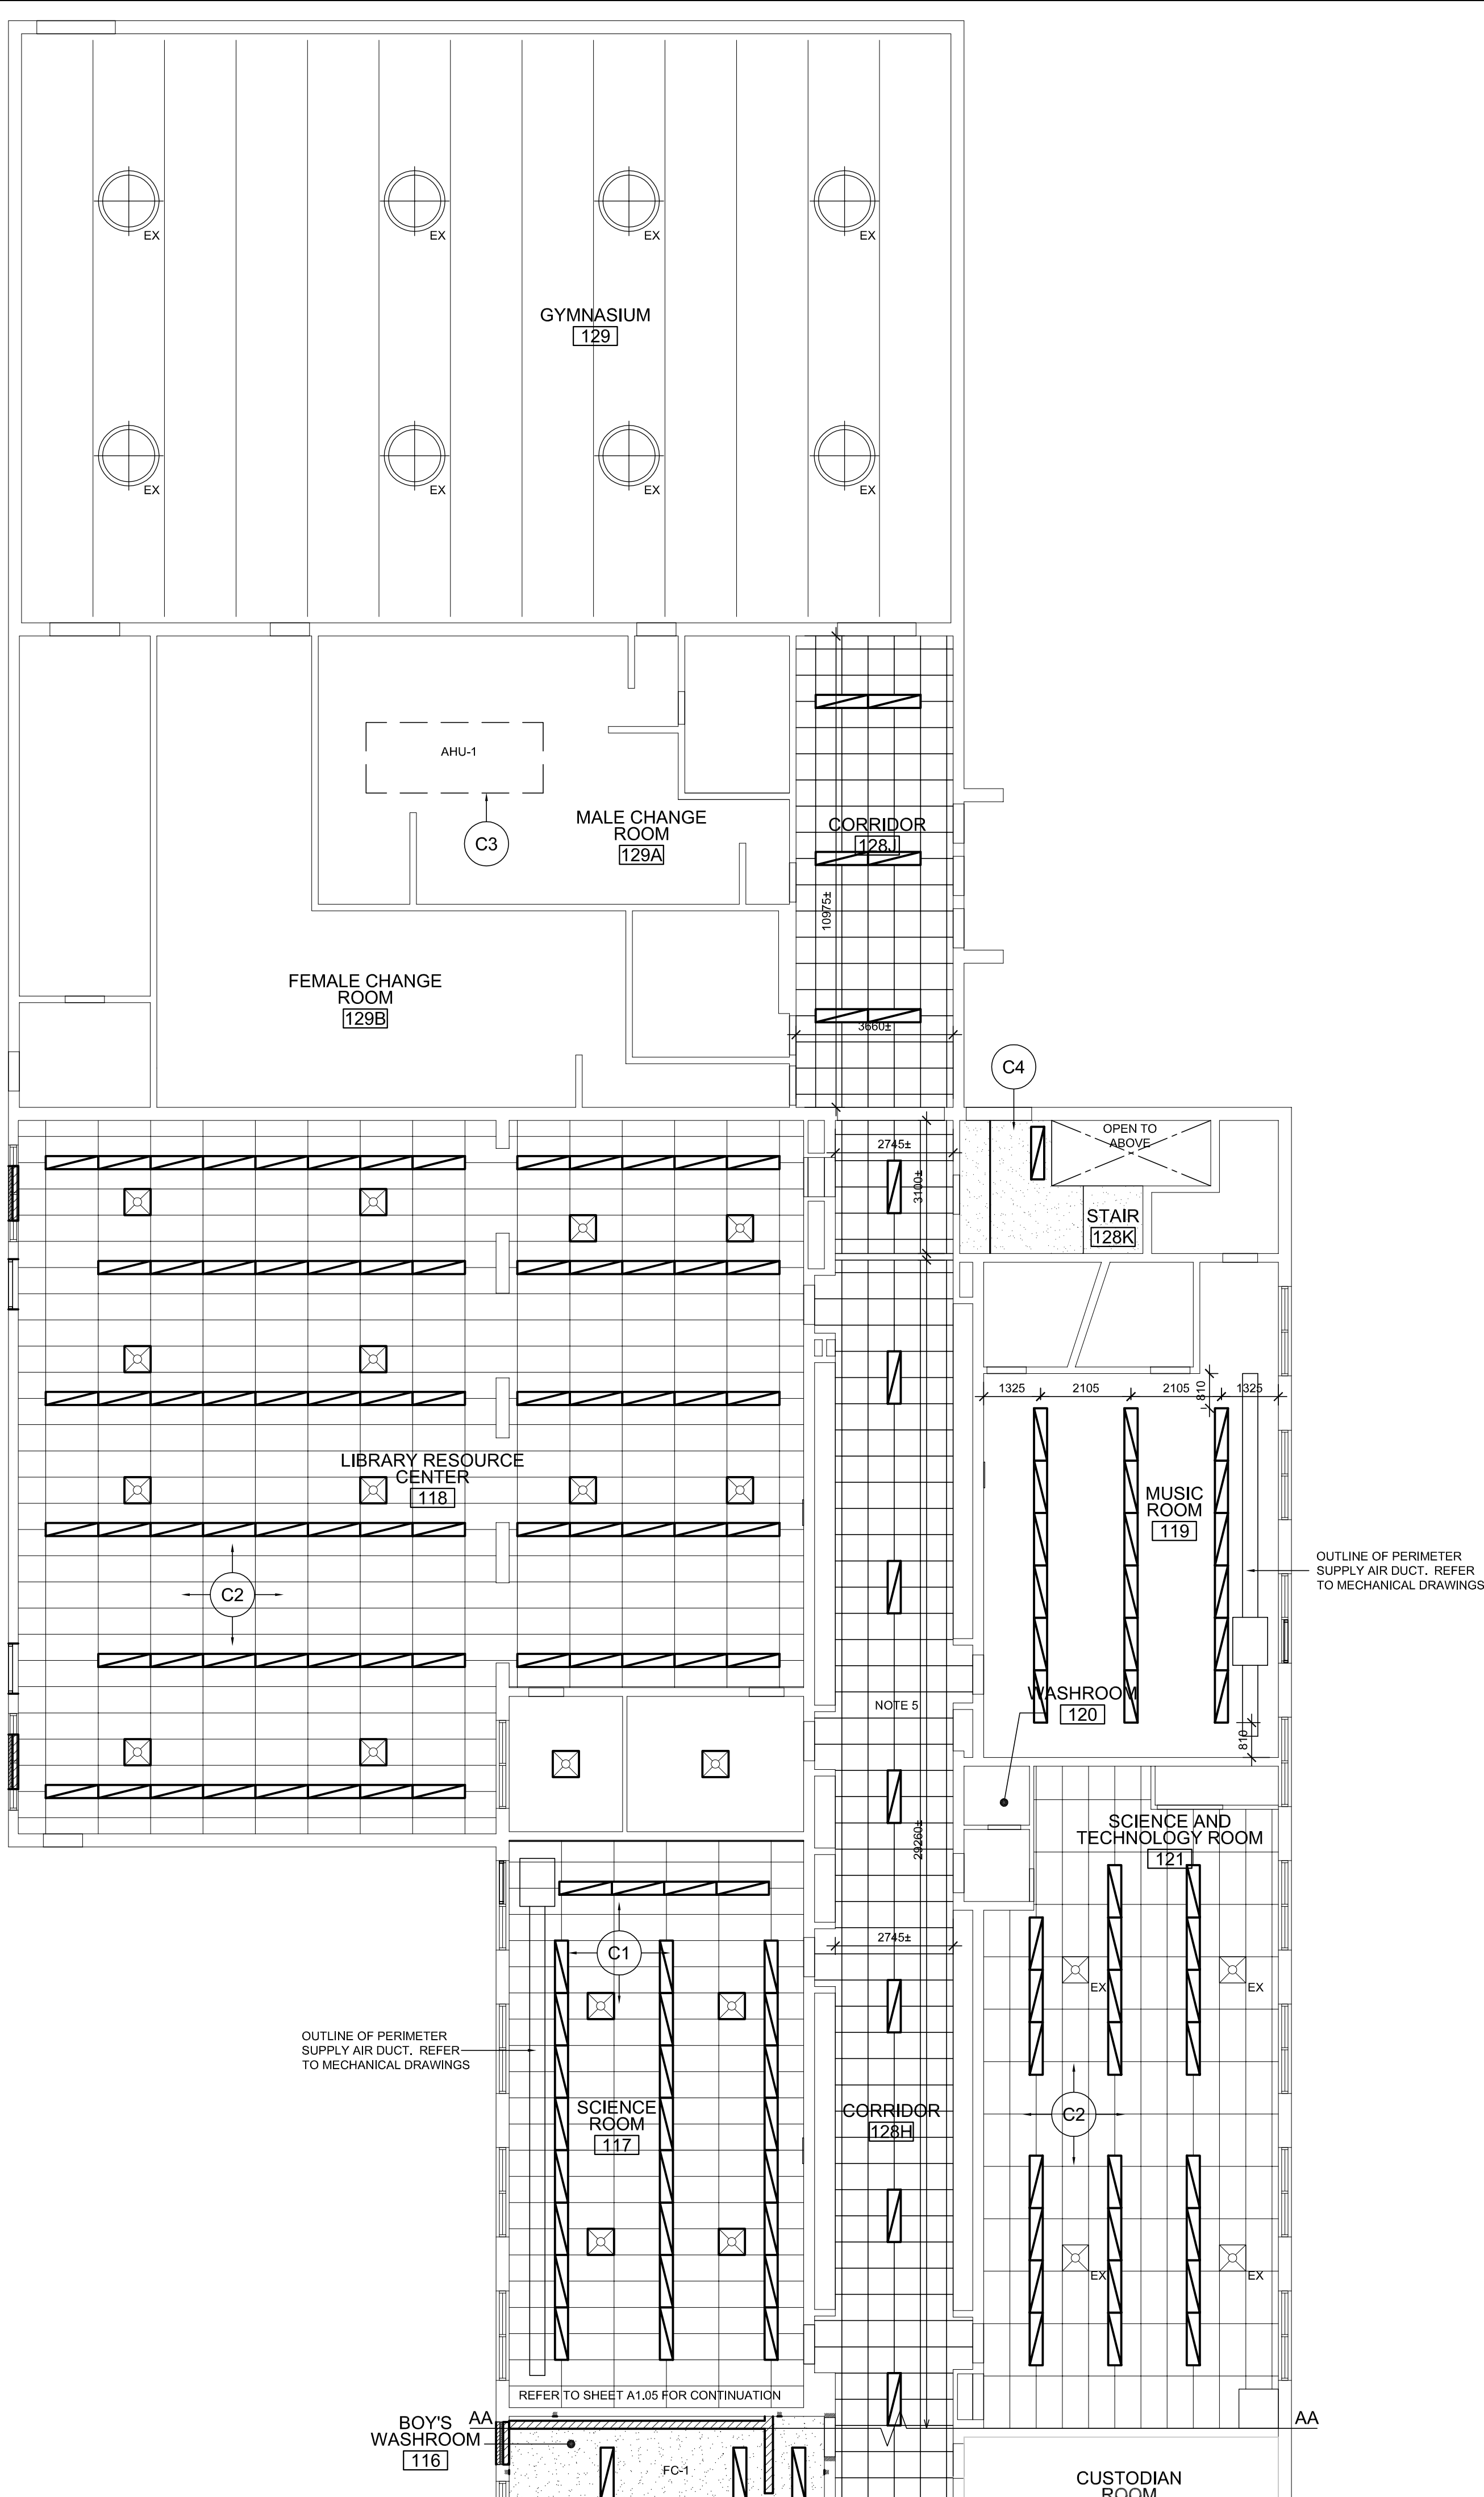 EX
EX
EX
EX
GYMNASIUM
129
EX
EX
EX
EX
AHU-1
C3
MALE CHANGE
ROOM
129A
CORRIDOR
128J
10975±
FEMALE CHANGE
ROOM
129B
3660±
C4
2745±
3100±
OPEN TO
ABOVE
STAIR
128K
1325
2105
2105
810
1325
LIBRARY RESOURCE
CENTER
118
MUSIC
ROOM
119
OUTLINE OF PERIMETER
SUPPLY AIR DUCT. REFER
TO MECHANICAL DRAWINGS
C2
NOTE 5
WASHROOM
120
810
SCIENCE AND
TECHNOLOGY ROOM
121
29260±
2745±
C1
EX
EX
OUTLINE OF PERIMETER
SUPPLY AIR DUCT. REFER
TO MECHANICAL DRAWINGS
SCIENCE
ROOM
117
CORRIDOR
128H
C2
EX
EX
REFER TO SHEET A1.05 FOR CONTINUATION
AA
AA
BOY'S
WASHROOM
116
FC-1
CUSTODIAN
ROOM